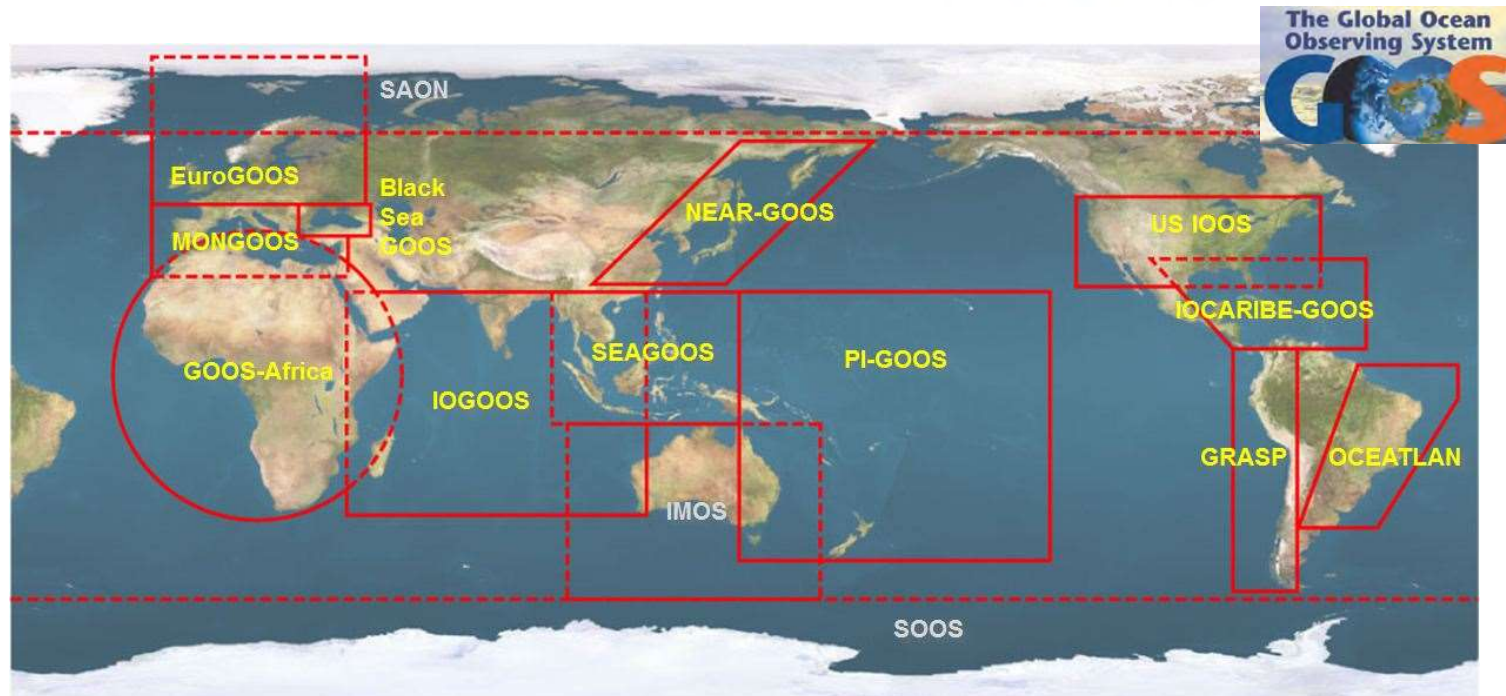 The Global Ocean
Observing System
GOOS
SAON
EuroGOOS
Black
Sea
GOOS
MONGOOS
NEAR-GOOS
US IOOS
IOCARIBE-GOOS
GOOS-Africa
SEAGOOS
PI-GOOS
IOGOOS
GRASP
OCEATLAN
IMOS
SOOS